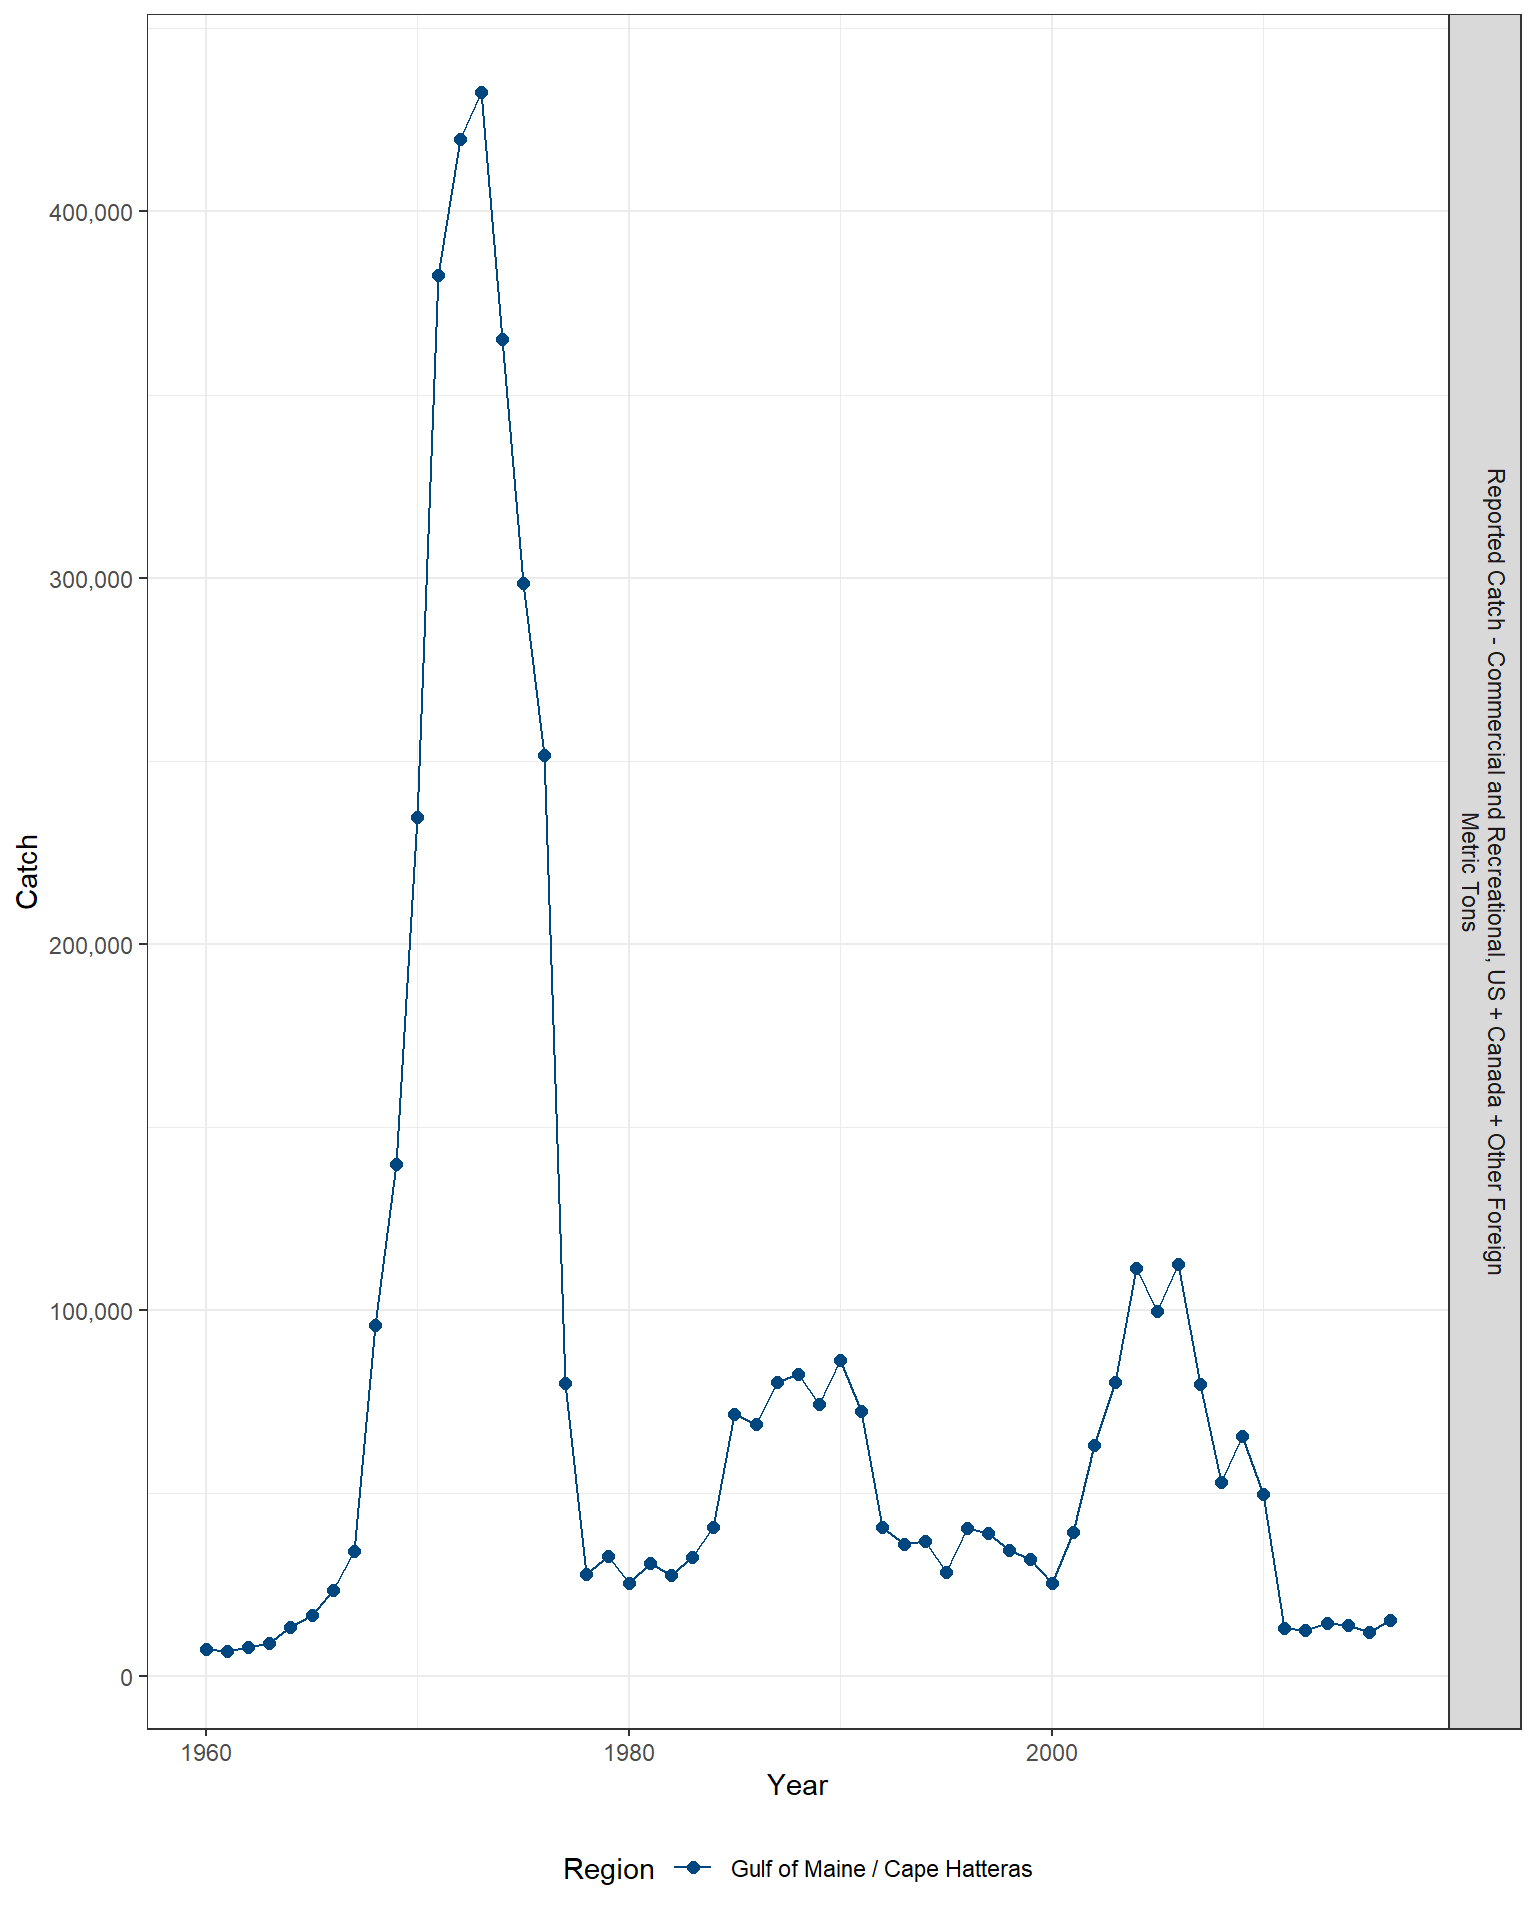 400,000
300,000
200,000
100,000
0
Catch
Reported Catch - Commercial and Recreational, US + Canada + Other Foreign
Metric Tons
1960
1980
2000
Year
Region
Gulf of Maine / Cape Hatteras